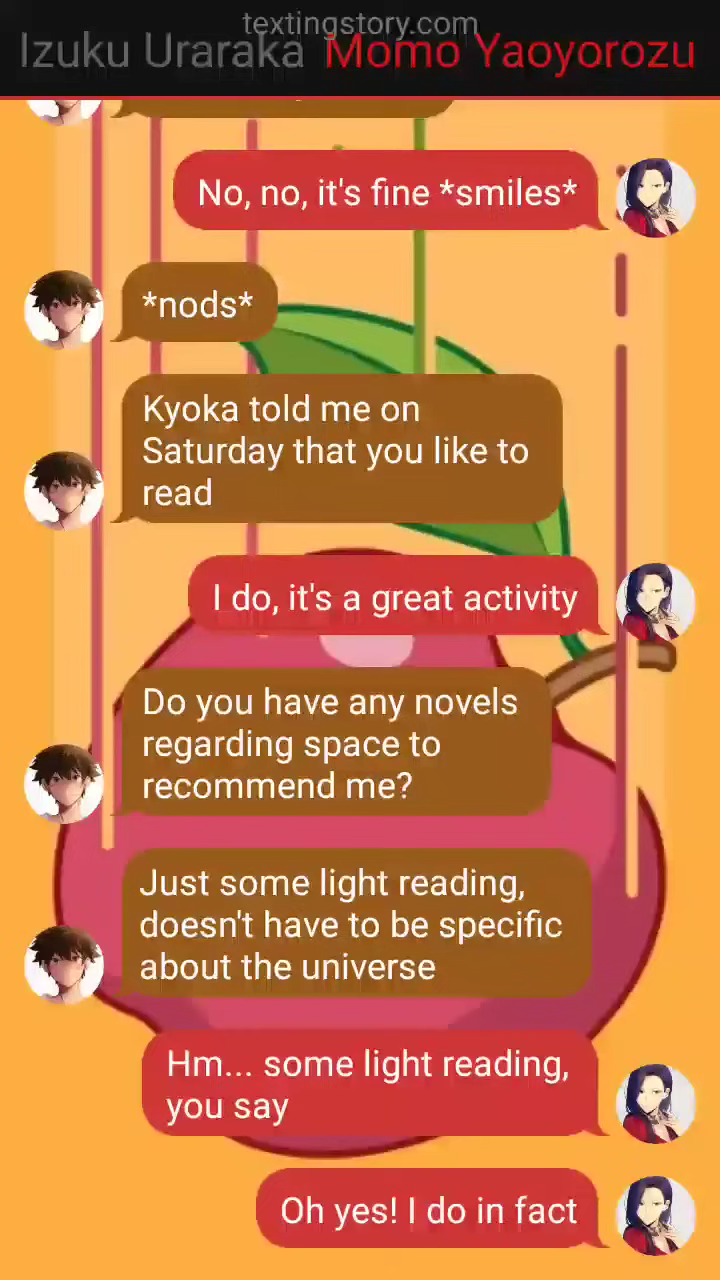 textingstory.com
Izuku Uraraka Momo Yaoyorozu
No, no, it's fine *smiles*
*nods*
Kyoka told me on
Saturday that you like to
read
I do, it's a great activity
Do you have any novels
regarding space to
recommend me?
Just some light reading,
doesn't have to be specific
about the universe
Hm... some light reading,
you say
Oh yes! I do in fact